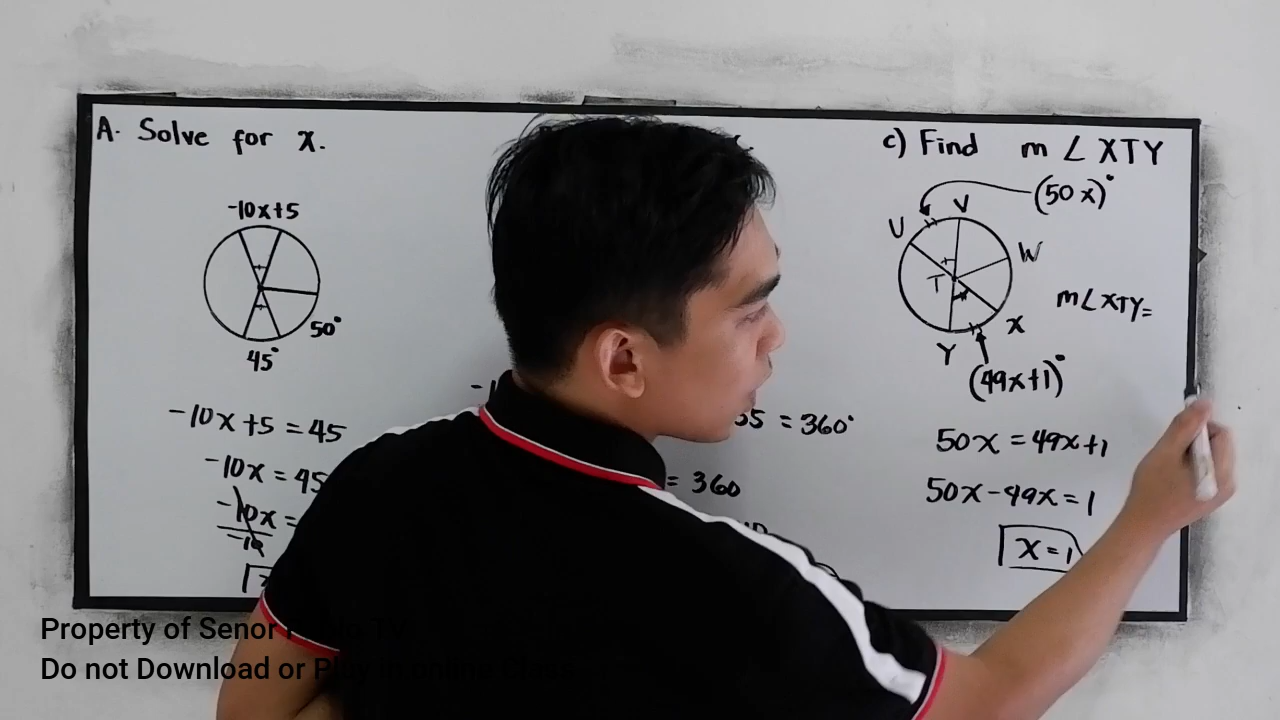 A. Solve for x.
-10x+5
50°
45°
-10x+5=45
-10x=45
-10x=
-10
55=360°
=360
c) Find m∠XTY
(50x)°
U
V
W
T
X
Y
m∠XTY=
(49x+1)°
50x=49x+1
50x-49x=1
x=1
Property of Senor
Do not Download or Play in online Class